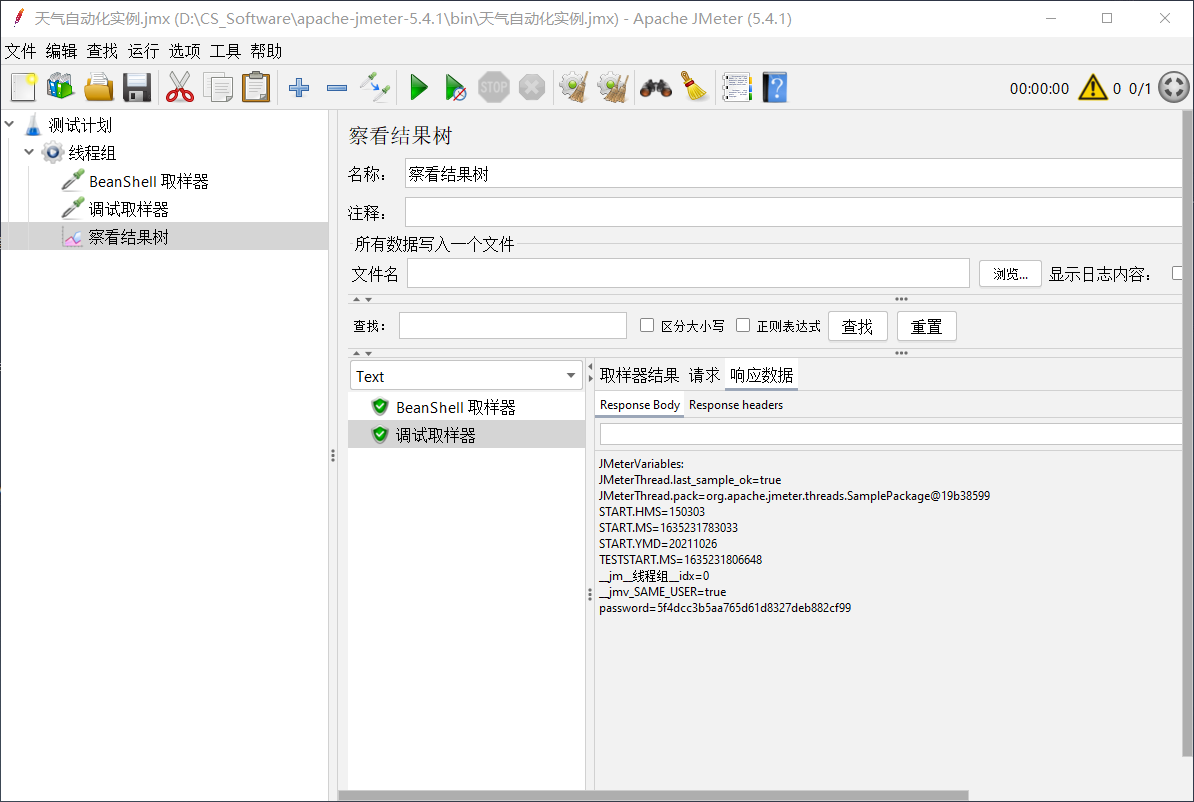 天气自动化实例.jmx (D:\CS_Software\apache-jmeter-5.4.1\bin\天气自动化实例.jmx) - Apache JMeter (5.4.1)
文件 编辑 查找 运行 选项 工具 帮助
STOP 00:00:00 0 0/1
测试计划
线程组
BeanShell 取样器
调试取样器
察看结果树
察看结果树
名称： 察看结果树
注释：
所有数据写入一个文件
文件名 浏览... 显示日志内容：
查找： 区分大小写 正则表达式 查找 重置
Text
BeanShell 取样器
调试取样器
取样器结果 请求 响应数据
Response Body Response headers
JMeterVariables:
JMeterThread.last_sample_ok=true
JMeterThread.pack=org.apache.jmeter.threads.SamplePackage@19b38599
START.HMS=150303
START.MS=1635231783033
START.YMD=20211026
TESTSTART.MS=1635231806648
__jm__线程组__idx=0
__jmv_SAME_USER=true
password=5f4dcc3b5aa765d61d8327deb882cf99